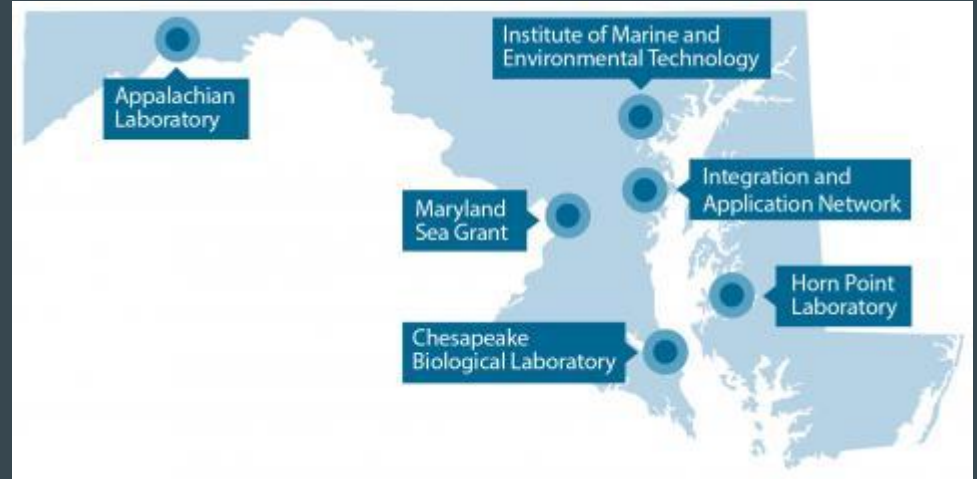 Institute of Marine and
Environmental Technology
Appalachian
Laboratory
Integration and
Application Network
Maryland
Sea Grant
Horn Point
Laboratory
Chesapeake
Biological Laboratory